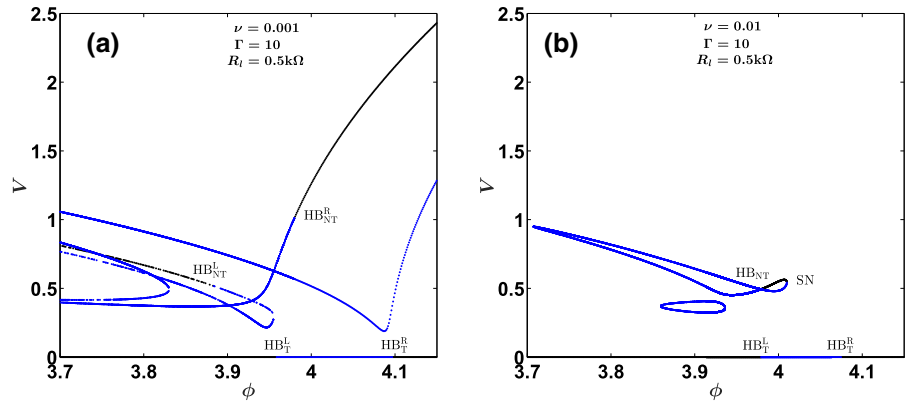 (a)
ν = 0.001
Γ = 10
R_l = 0.5kΩ
V
2.5
2
1.5
1
0.5
0
HB^R_NT
HB^L_NT
HB^L_T
HB^R_T
3.7
3.8
3.9
4
4.1
ϕ
(b)
ν = 0.01
Γ = 10
R_l = 0.5kΩ
V
2.5
2
1.5
1
0.5
0
HB_NT
SN
HB^L_T
HB^R_T
3.7
3.8
3.9
4
4.1
ϕ